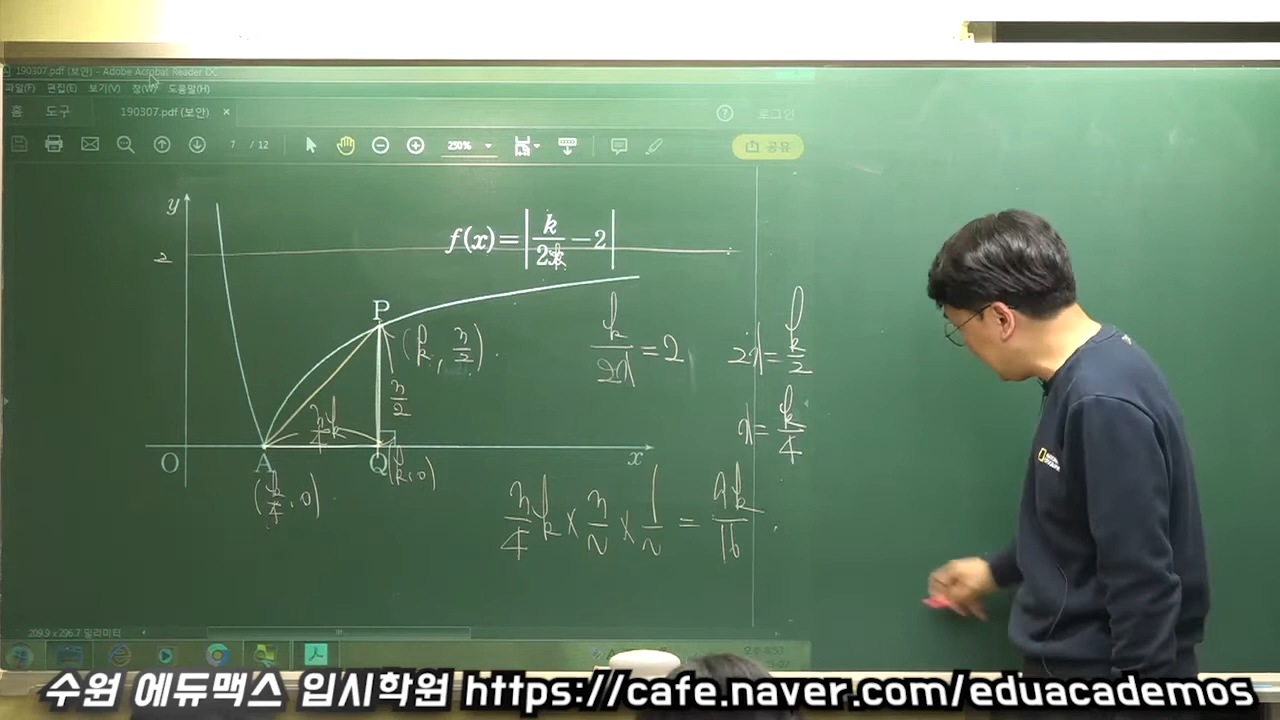 190307.pdf (보안) - Adobe Acrobat Reader DC
파일(F) 편집(E) 보기(V) 창(W) 도움말(H)
홈 도구 190307.pdf (보안) × ? 로그인
7 / 12 250% 공유
y
f(x)=|k/2x −2|
2
P
(k, 3/2)
k/2x = 2
2x = k/2
3/2
3/4 k
x = k/4
O A Q x
(k/4, 0)
(k, 0)
3/4 k × 3/2 × 1/2 = 9k/16
209.9 x 296.7 밀리미터
수원 에듀맥스 입시학원 https://cafe.naver.com/eduacademos